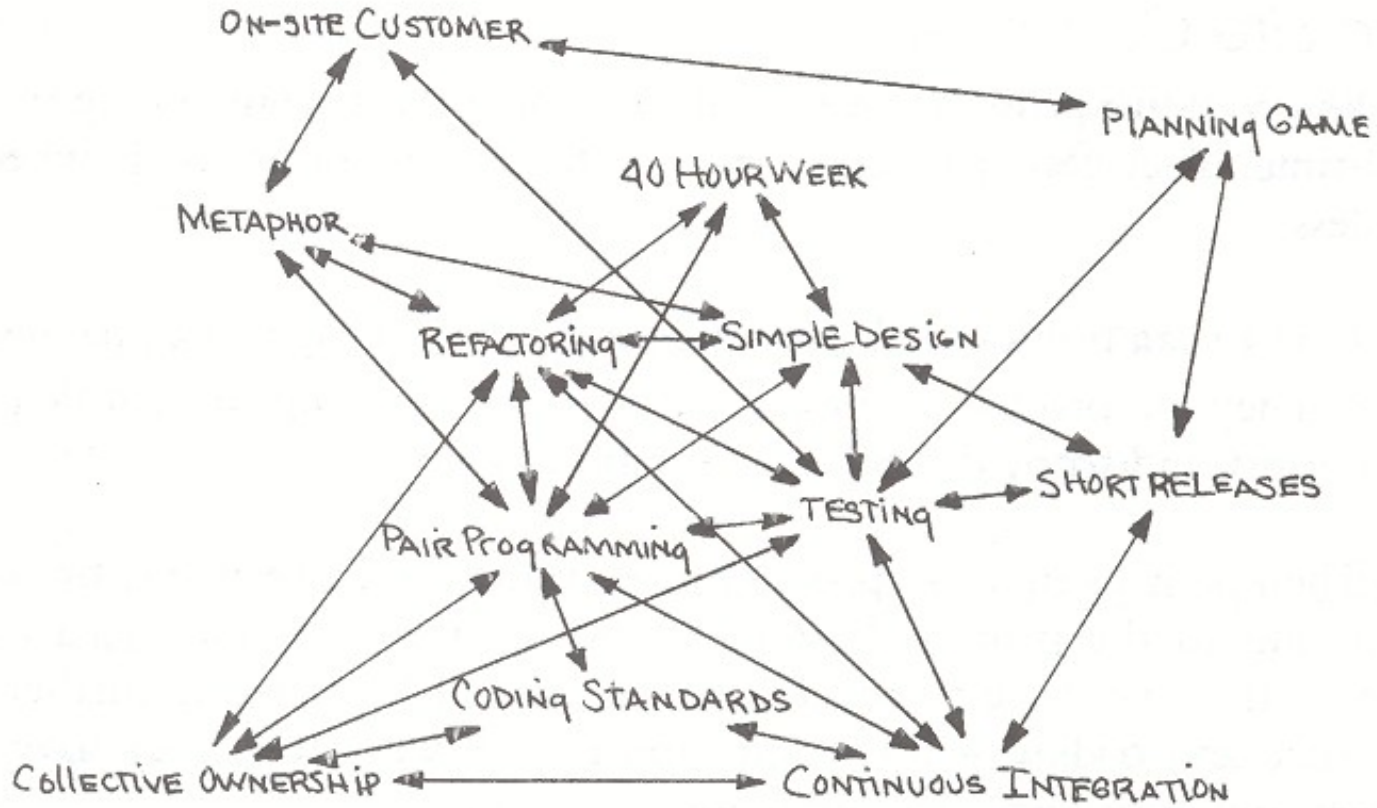 ON-SITE CUSTOMER
PLANNING GAME
40 HOUR WEEK
METAPHOR
REFACTORING
SIMPLE DESIGN
SHORT RELEASES
TESTING
PAIR PROGRAMMING
CODING STANDARDS
COLLECTIVE OWNERSHIP
CONTINUOUS INTEGRATION